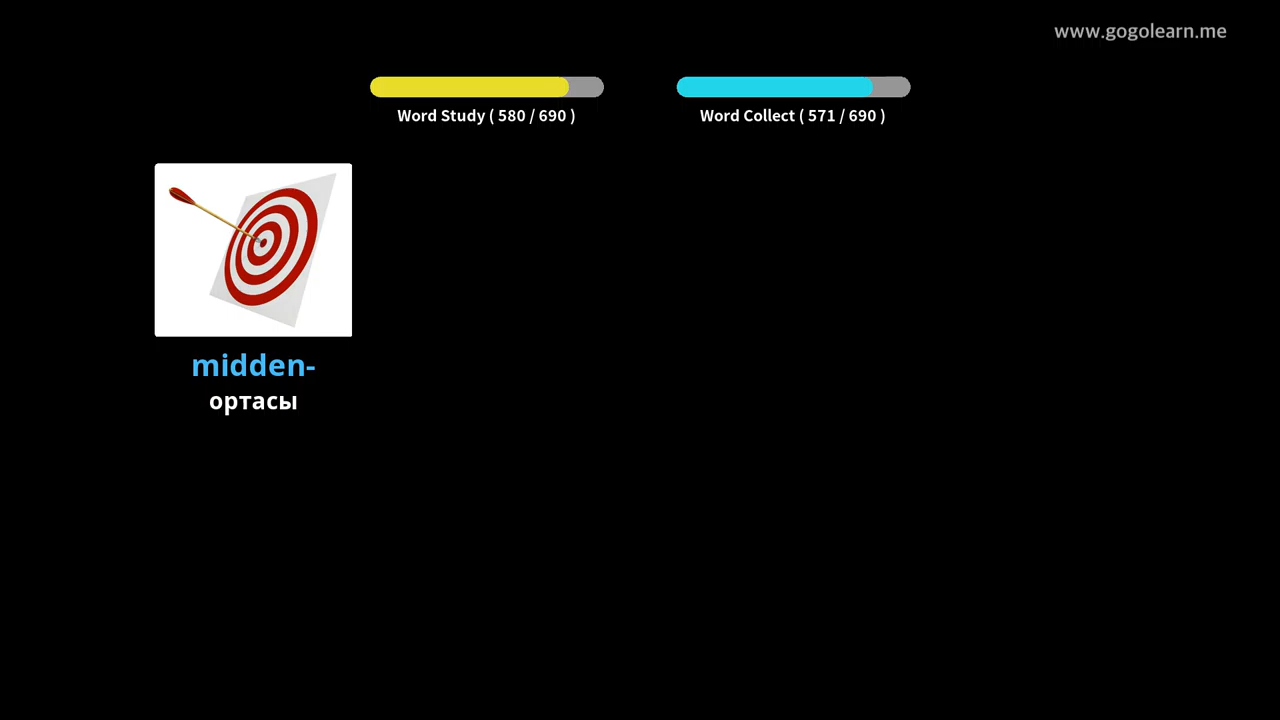 www.gogolearn.me
Word Study ( 580 / 690 )
Word Collect ( 571 / 690 )
midden-
ортасы